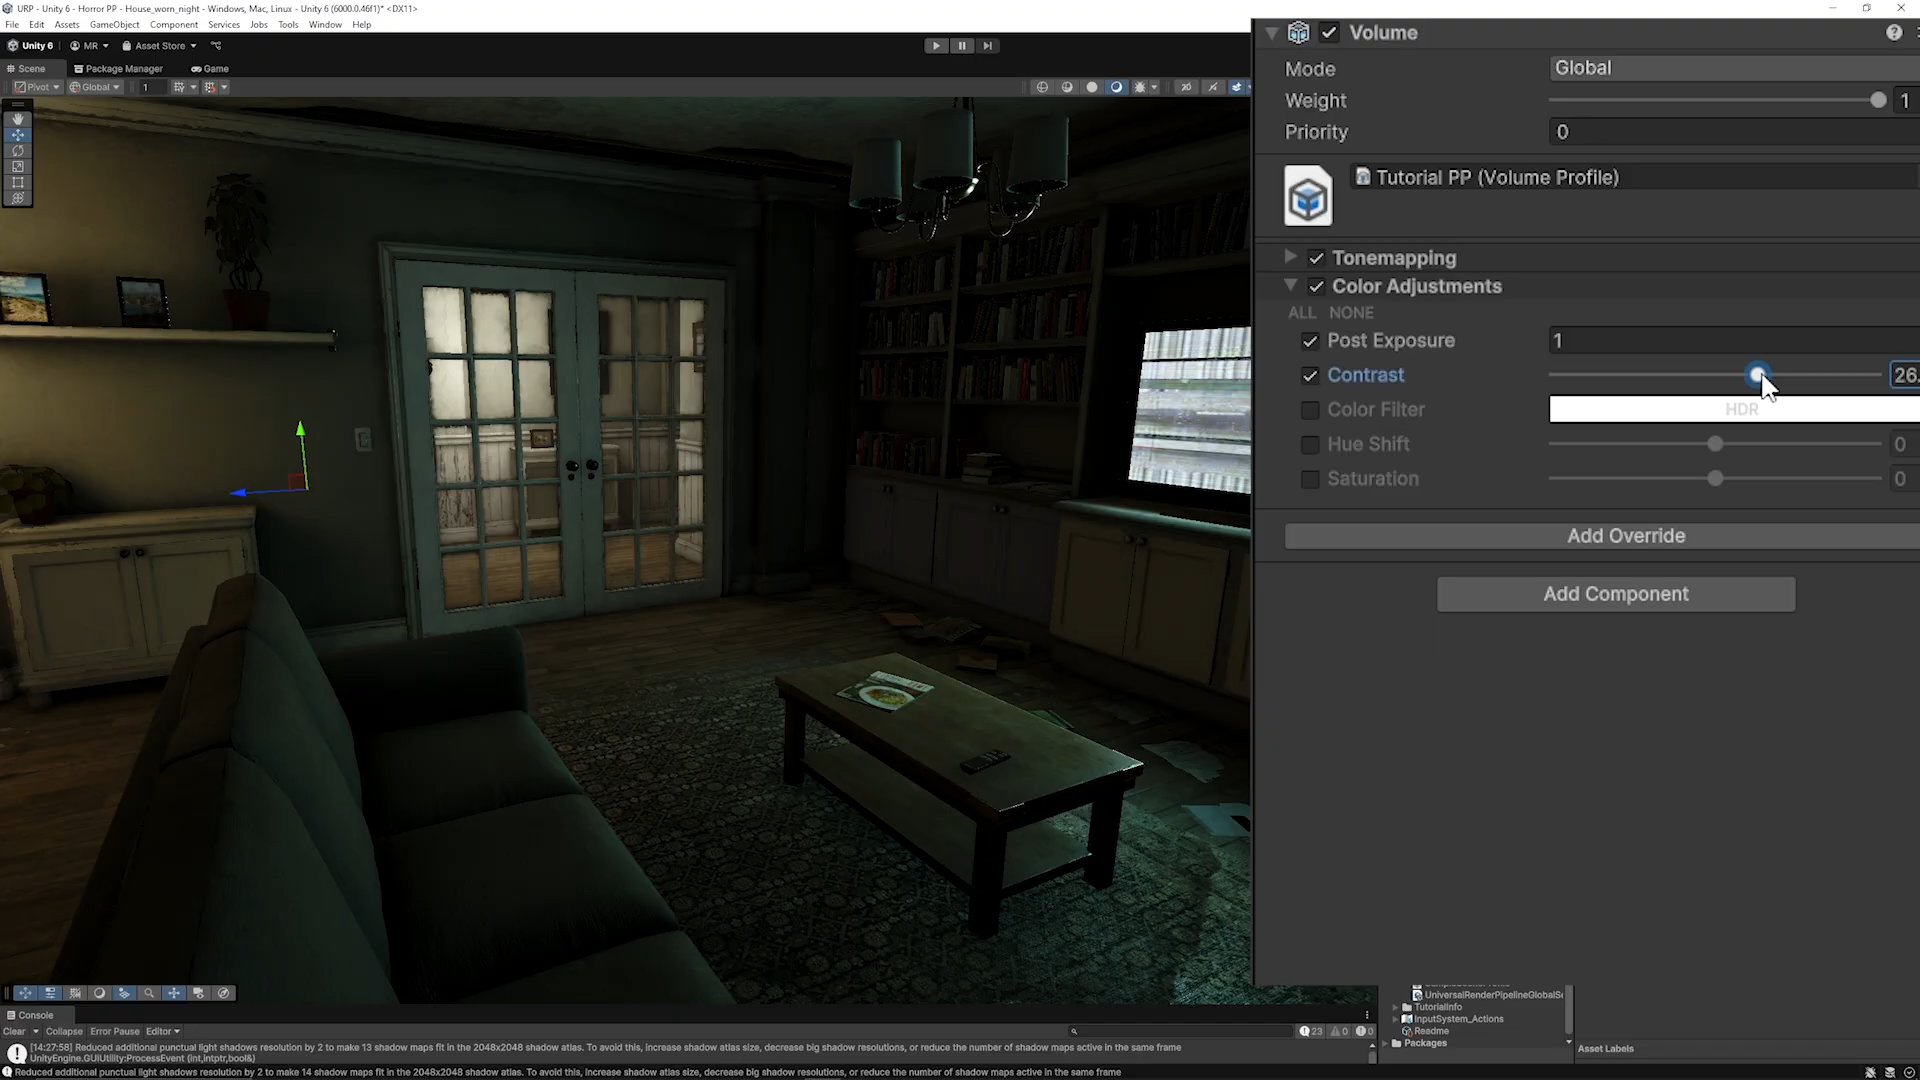 URP - Unity 6 - Horror PP - House_worn_night - Windows, Mac, Linux - Unity 6 (6000.0.46f1)* <DX11>
File Edit Assets GameObject Component Services Jobs Tools Window Help
Unity 6 MR Asset Store
Scene Package Manager Game
Pivot Global 1
Volume
Mode Global
Weight 1
Priority 0
Tutorial PP (Volume Profile)
Tonemapping
Color Adjustments
ALL NONE
Post Exposure 1
Contrast 26.
Color Filter HDR
Hue Shift 0
Saturation 0
Add Override
Add Component
UniversalRenderPipelineGlobalSe
TutorialInfo
InputSystem_Actions
Readme
Packages
Asset Labels
Console
Clear Collapse Error Pause Editor 23 0 0
[14:27:58] Reduced additional punctual light shadows resolution by 2 to make 13 shadow maps fit in the 2048x2048 shadow atlas. To avoid this, increase shadow atlas size, decrease big shadow resolutions, or reduce the number of shadow maps active in the same frame
UnityEngine.GUIUtility:ProcessEvent (int,intptr,bool&)
Reduced additional punctual light shadows resolution by 2 to make 14 shadow maps fit in the 2048x2048 shadow atlas. To avoid this, increase shadow atlas size, decrease big shadow resolutions, or reduce the number of shadow maps active in the same frame